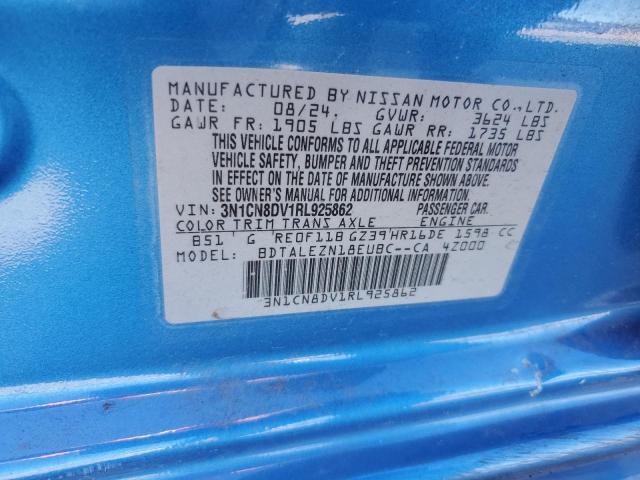 MANUFACTURED BY NISSAN MOTOR CO., LTD.
DATE: 08/24, GVWR: 3624 LBS
GAWR FR: 1905 LBS GAWR RR: 1735 LBS
THIS VEHICLE CONFORMS TO ALL APPLICABLE FEDERAL MOTOR
VEHICLE SAFETY, BUMPER AND THEFT PREVENTION STANDARDS
IN EFFECT ON THE DATE OF MANUFACTURE SHOWN ABOVE.
SEE OWNER'S MANUAL FOR ADDITIONAL INFORMATION.
VIN: 3N1CN8DV1RL925862 PASSENGER CAR.
COLOR TRIM TRANS AXLE ENGINE
B51 G RE0F11B GZ39 HR16DE 1598 CC
MODEL: BDTALEZN18EUBC--CA 4Z000
3N1CN8DV1RL925862